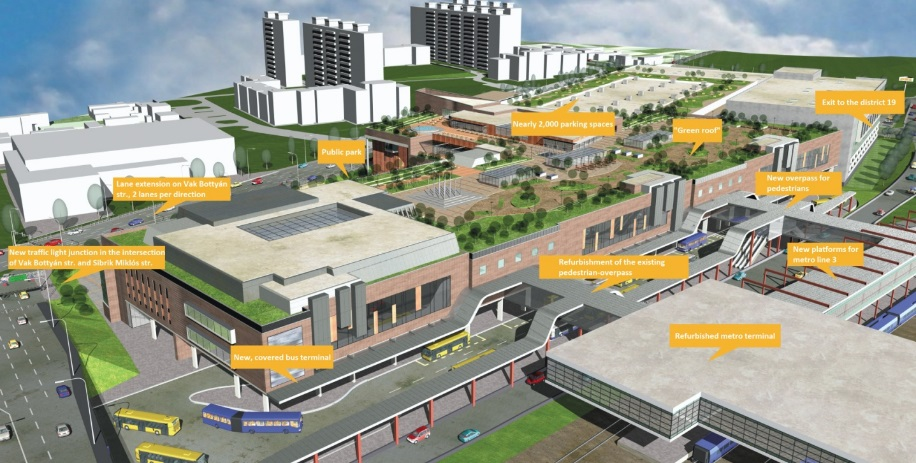 Nearly 2,000 parking spaces
Exit to the district 19
"Green roof"
Public park
New overpass for
pedestrians
Lane extension on Vak Bottyán
str., 2 lanes per direction
New traffic light junction in the intersection
of Vak Bottyán str. and Sibrik Miklós str.
New platforms for
metro line 3
Refurbishment of the existing
pedestrian-overpass
Refurbished metro terminal
New, covered bus terminal